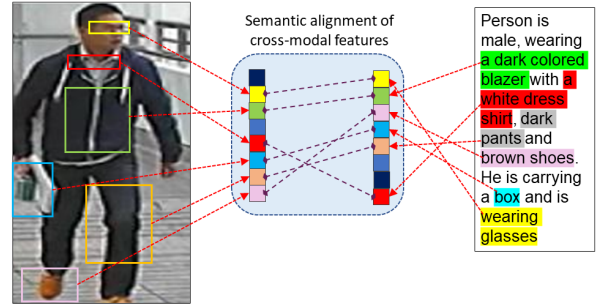 Semantic alignment of
cross-modal features
Person is
male, wearing
a dark colored
blazer with a
white dress
shirt, dark
pants and
brown shoes.
He is carrying
a box and is
wearing
glasses